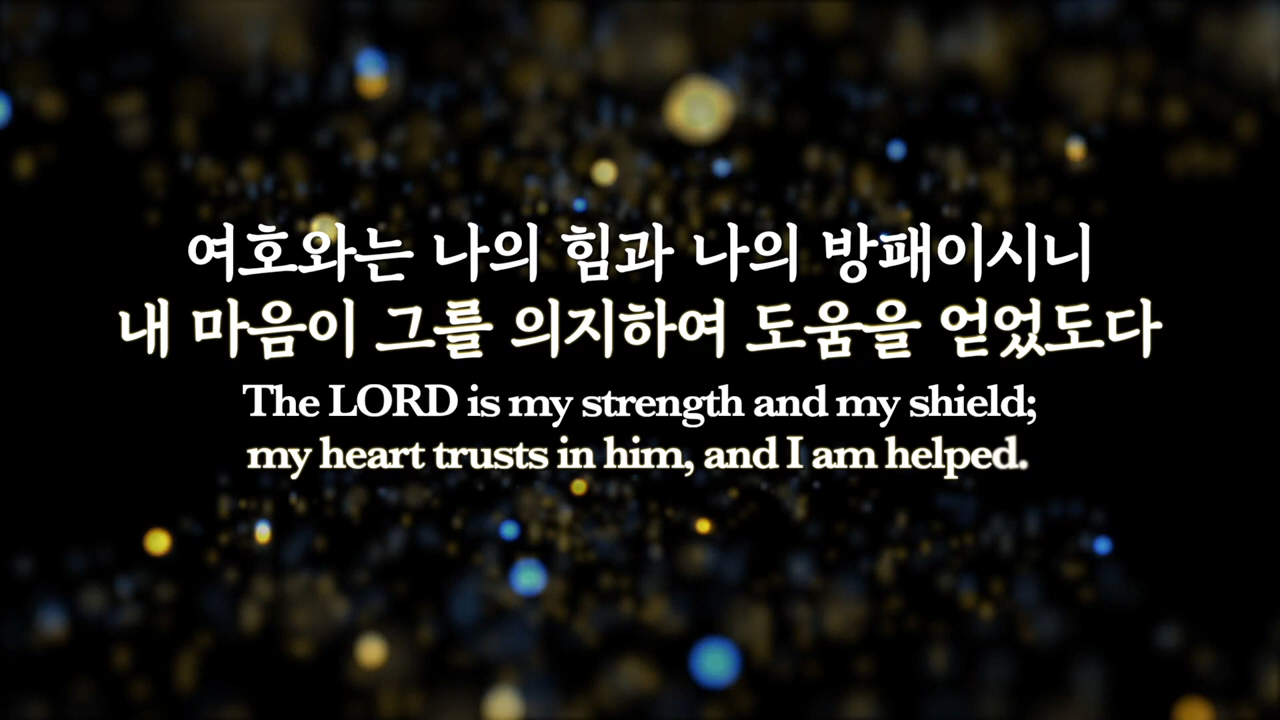 여호와는 나의 힘과 나의 방패이시니
내 마음이 그를 의지하여 도움을 얻었도다
The LORD is my strength and my shield;
my heart trusts in him, and I am helped.